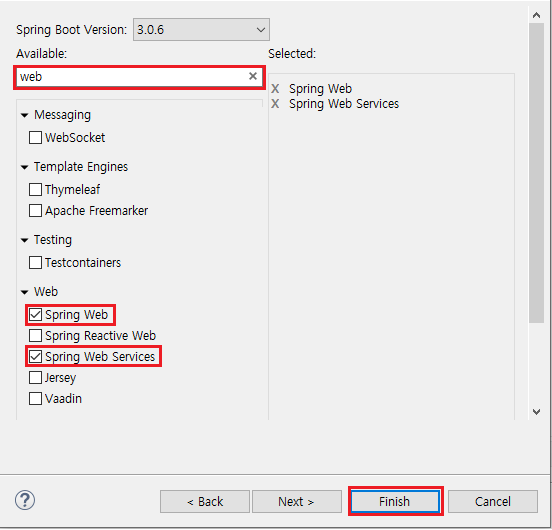 Spring Boot Version: 3.0.6
Available: Selected:
web
Messaging
WebSocket
Template Engines
Thymeleaf
Apache Freemarker
Testing
Testcontainers
Web
Spring Web
Spring Reactive Web
Spring Web Services
Jersey
Vaadin
X Spring Web
X Spring Web Services
? < Back Next > Finish Cancel